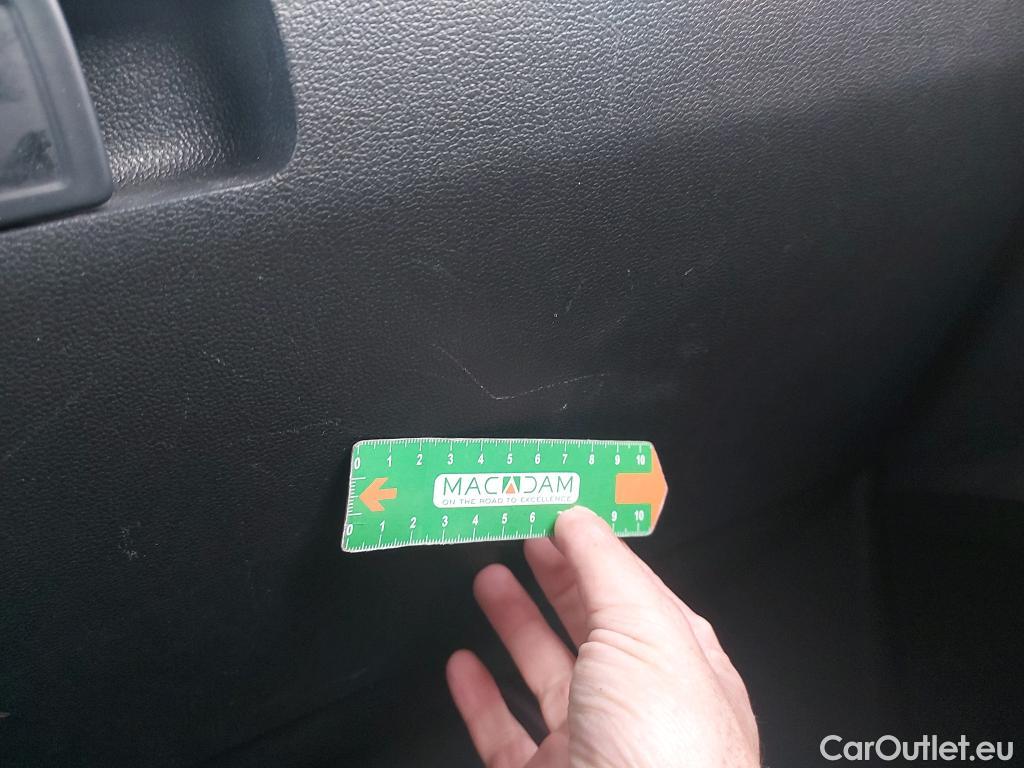 0 1 2 3 4 5 6 7 8 9 10
MACADAM
ON THE ROAD TO EXCELLENCE
0 1 2 3 4 5 6 9 10
CarOutlet.eu